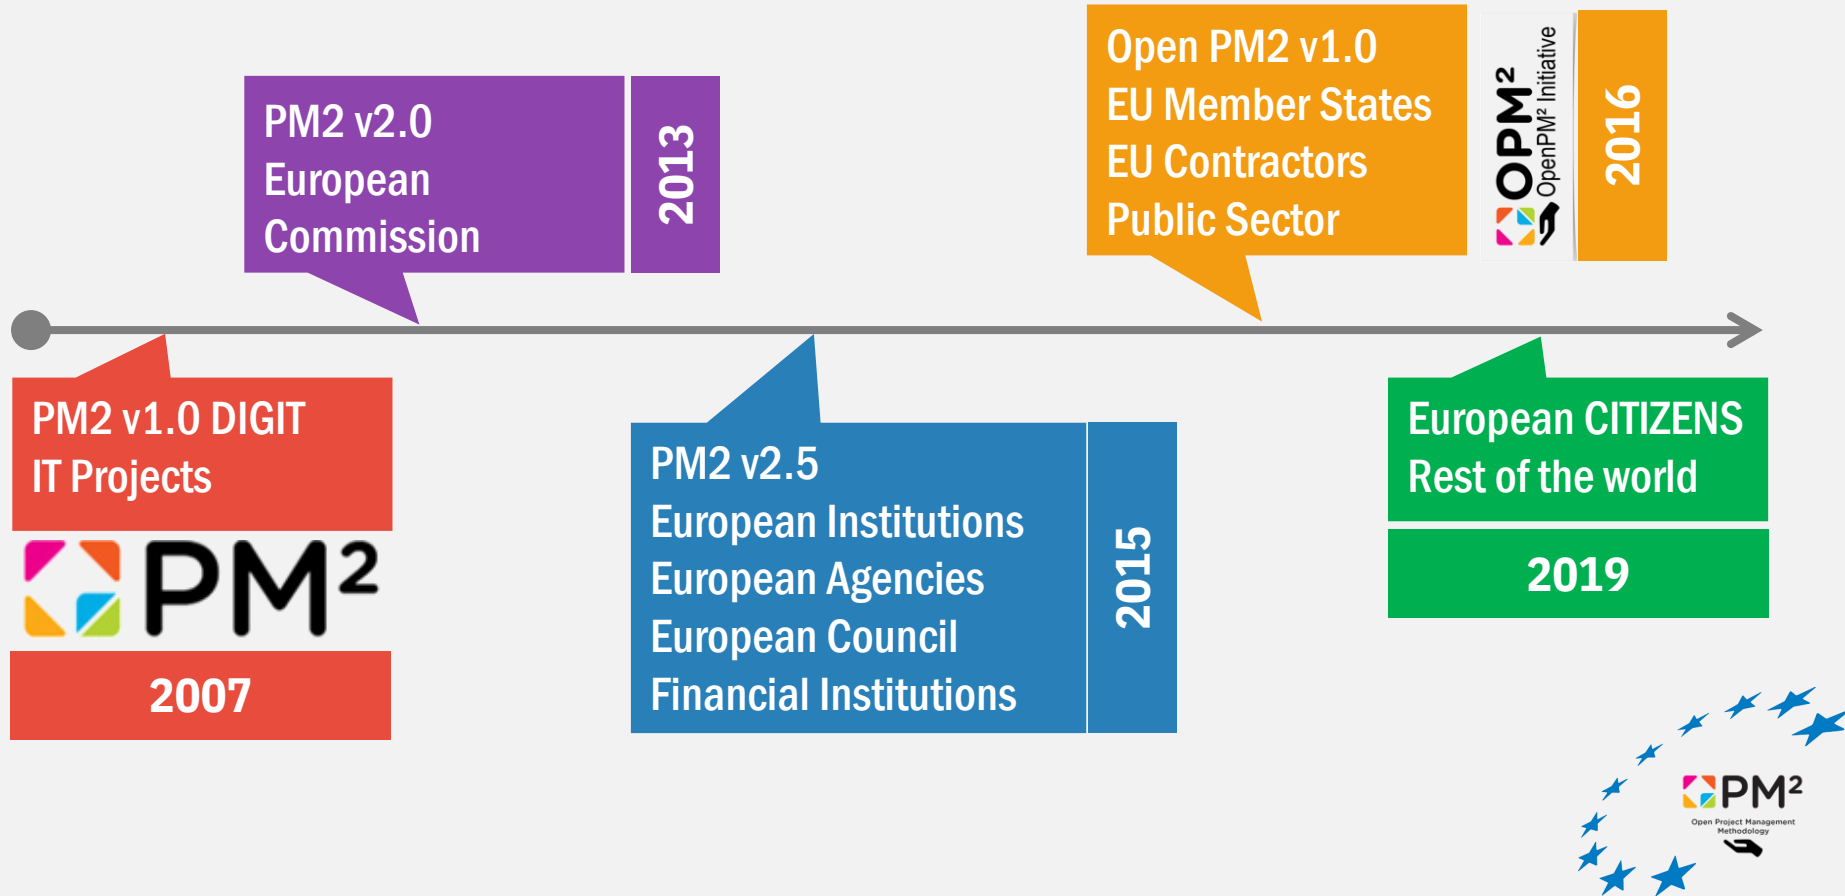 PM2 v2.0
European
Commission
2013
Open PM2 v1.0
EU Member States
EU Contractors
Public Sector
OPM²
OpenPM² Initiative
2016
PM2 v1.0 DIGIT
IT Projects
PM²
2007
PM2 v2.5
European Institutions
European Agencies
European Council
Financial Institutions
2015
European CITIZENS
Rest of the world
2019
PM²
Open Project Management
Methodology